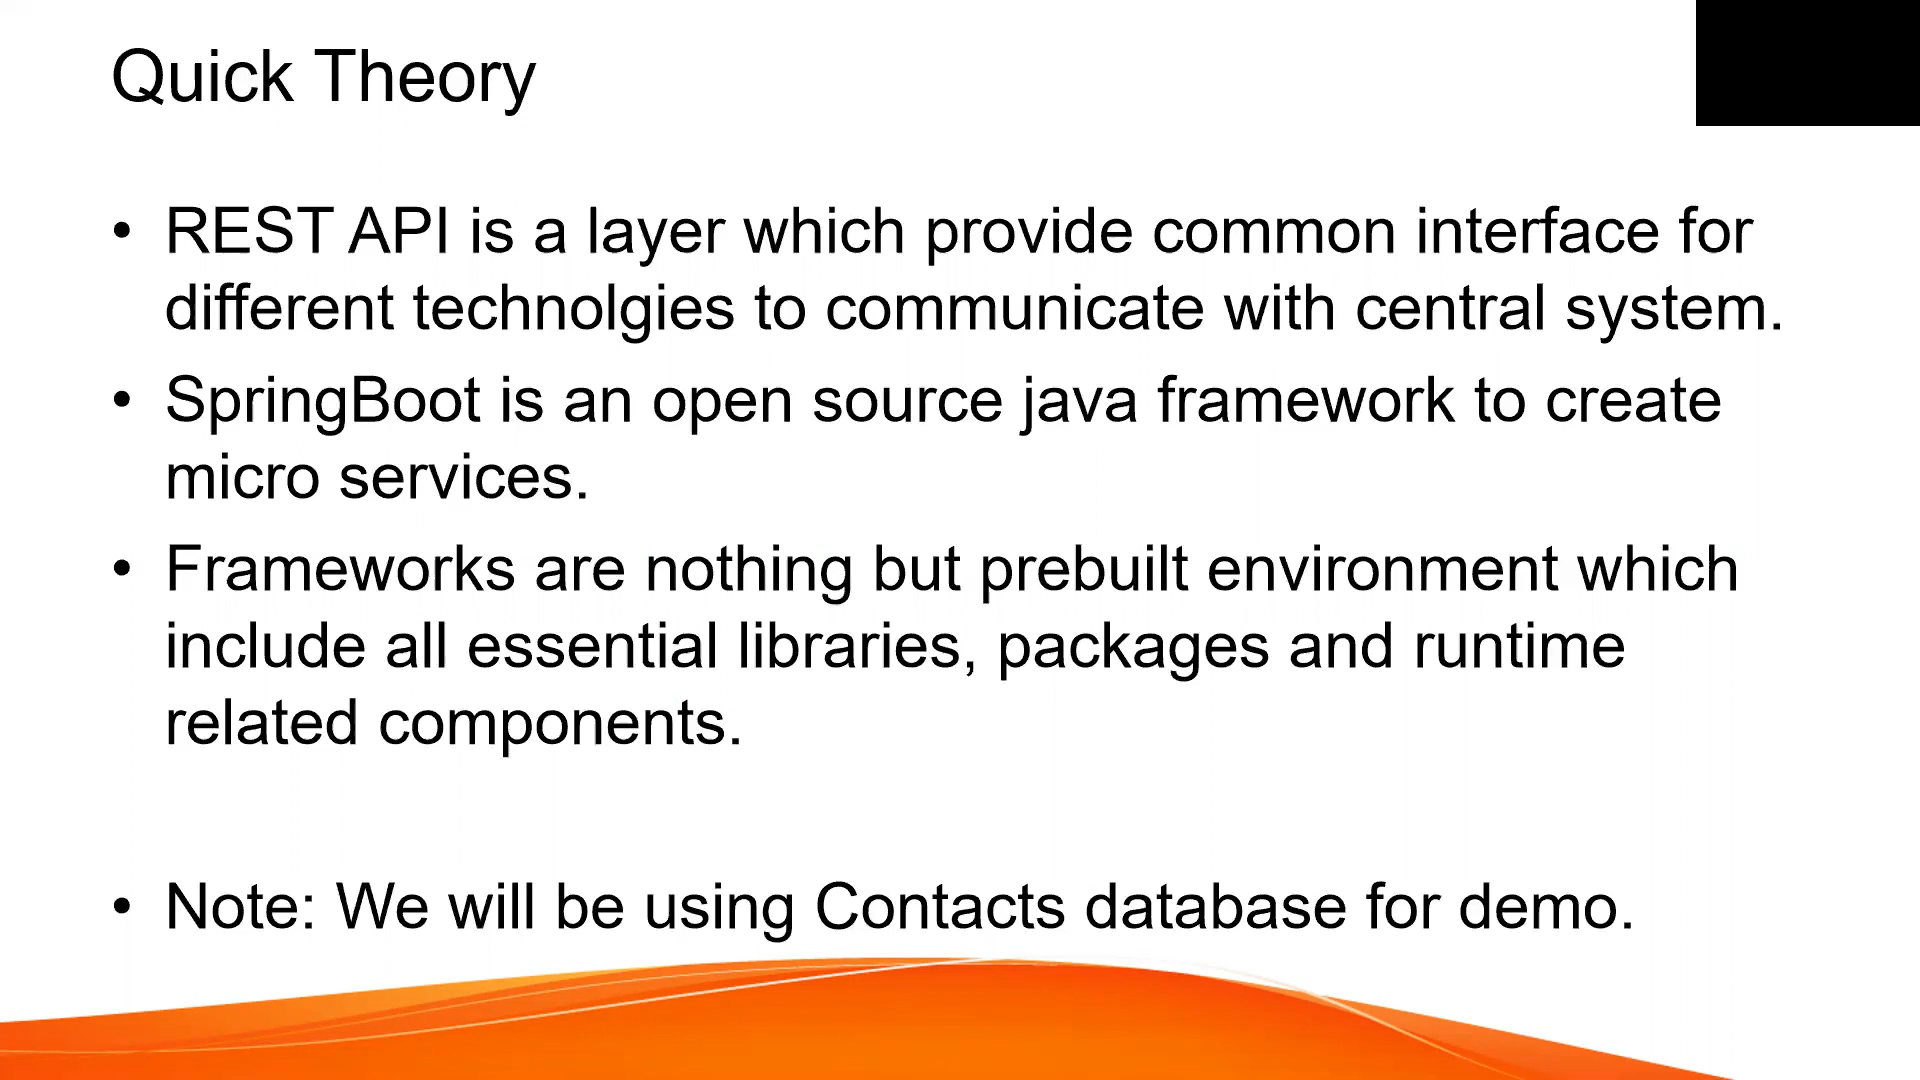 Quick Theory
• REST API is a layer which provide common interface for
different technolgies to communicate with central system.
• SpringBoot is an open source java framework to create
micro services.
• Frameworks are nothing but prebuilt environment which
include all essential libraries, packages and runtime
related components.
• Note: We will be using Contacts database for demo.